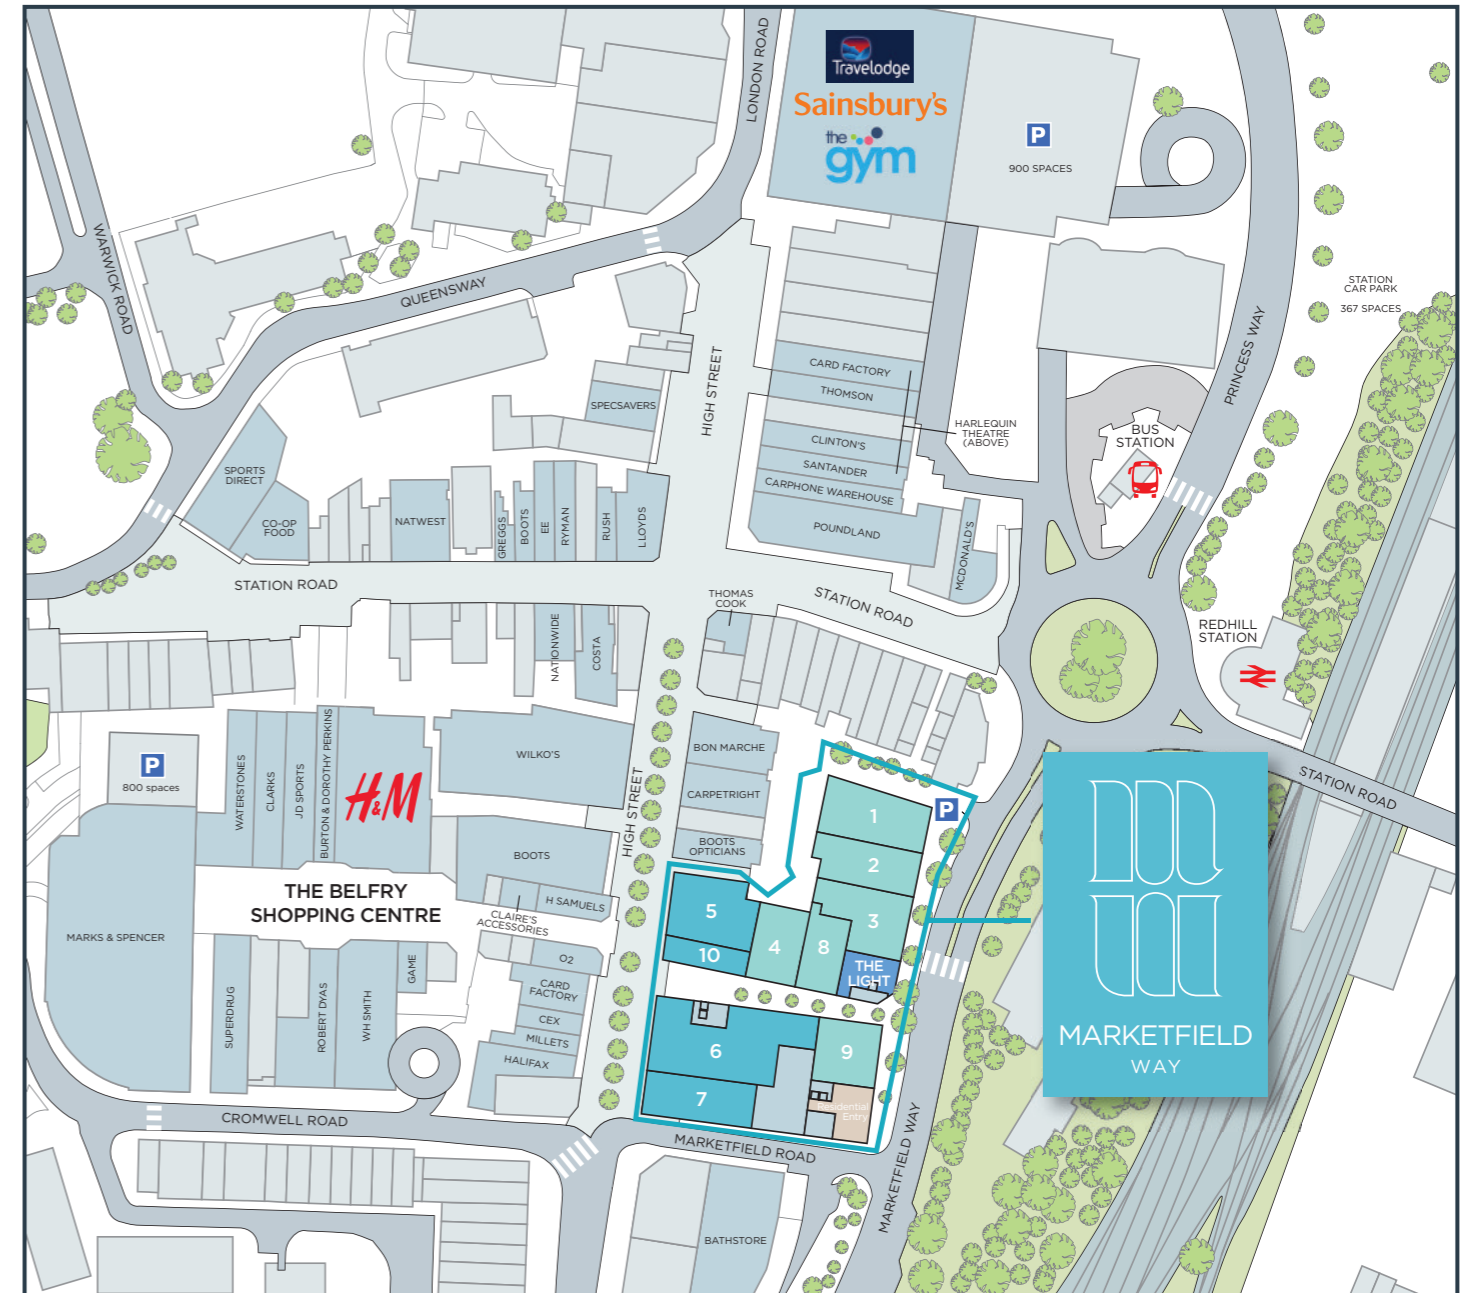 Travelodge
Sainsbury's
the
gym
P
900 SPACES
LONDON ROAD
WARWICK ROAD
QUEENSWAY
HIGH STREET
PRINCESS WAY
STATION
CAR PARK
367 SPACES
CARD FACTORY
THOMSON
CLINTON'S
SANTANDER
CARPHONE WAREHOUSE
POUNDLAND
MCDONALD'S
HARLEQUIN
THEATRE
(ABOVE)
BUS
STATION
SPECSAVERS
SPORTS
DIRECT
CO-OP
FOOD
NATWEST
GREGGS
BOOTS
EE
RYMAN
RUSH
LLOYDS
STATION ROAD
STATION ROAD
THOMAS
COOK
NATIONWIDE
COSTA
REDHILL
STATION
STATION ROAD
P
800 spaces
WATERSTONES
CLARKS
JD SPORTS
BURTON & DOROTHY PERKINS
H&M
WILKO'S
HIGH STREET
BON MARCHE
CARPETRIGHT
BOOTS
OPTICIANS
P
BOOTS
H SAMUELS
CLAIRE'S
ACCESSORIES
THE BELFRY
SHOPPING CENTRE
MARKS & SPENCER
SUPERDRUG
ROBERT DYAS
WH SMITH
GAME
O2
CARD
FACTORY
CEX
MILLETS
HALIFAX
1
2
3
4
5
10
8
THE
LIGHT
6
7
9
Residential
Entry
MARKETFIELD
WAY
CROMWELL ROAD
MARKETFIELD ROAD
MARKETFIELD WAY
BATHSTORE